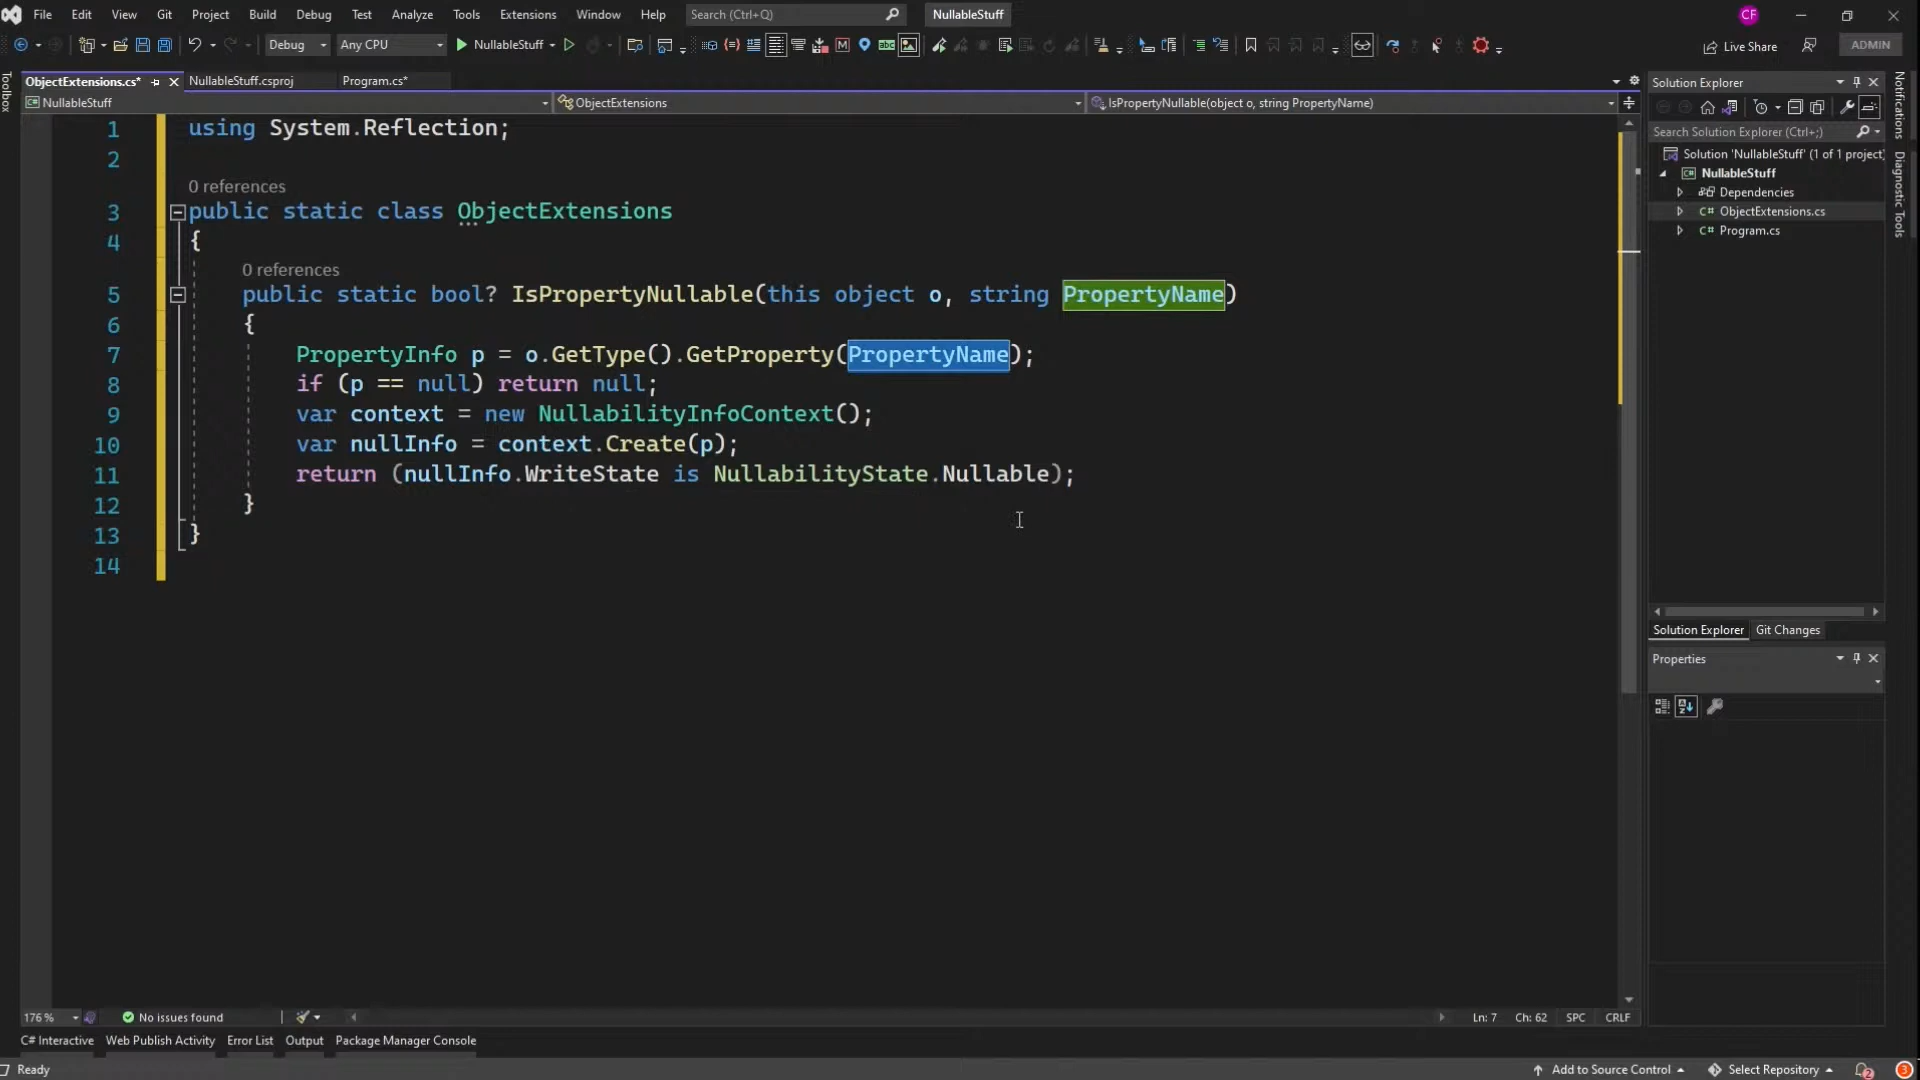 File Edit View Git Project Build Debug Test Analyze Tools Extensions Window Help Search (Ctrl+Q) NullableStuff CF
Debug Any CPU NullableStuff Live Share ADMIN
ObjectExtensions.cs* NullableStuff.csproj Program.cs*
NullableStuff ObjectExtensions IsPropertyNullable(object o, string PropertyName)
Toolbox
1 using System.Reflection;
2
0 references
3 public static class ObjectExtensions
4 {
0 references
5 public static bool? IsPropertyNullable(this object o, string PropertyName)
6 {
7 PropertyInfo p = o.GetType().GetProperty(PropertyName);
8 if (p == null) return null;
9 var context = new NullabilityInfoContext();
10 var nullInfo = context.Create(p);
11 return (nullInfo.WriteState is NullabilityState.Nullable);
12 }
13 }
14
Solution Explorer
Search Solution Explorer (Ctrl+;)
Solution 'NullableStuff' (1 of 1 project)
NullableStuff
Dependencies
C# ObjectExtensions.cs
C# Program.cs
Solution Explorer Git Changes
Properties
Notifications
Diagnostic Tools
176 % No issues found Ln: 7 Ch: 62 SPC CRLF
C# Interactive Web Publish Activity Error List Output Package Manager Console
Ready Add to Source Control Select Repository 2 3